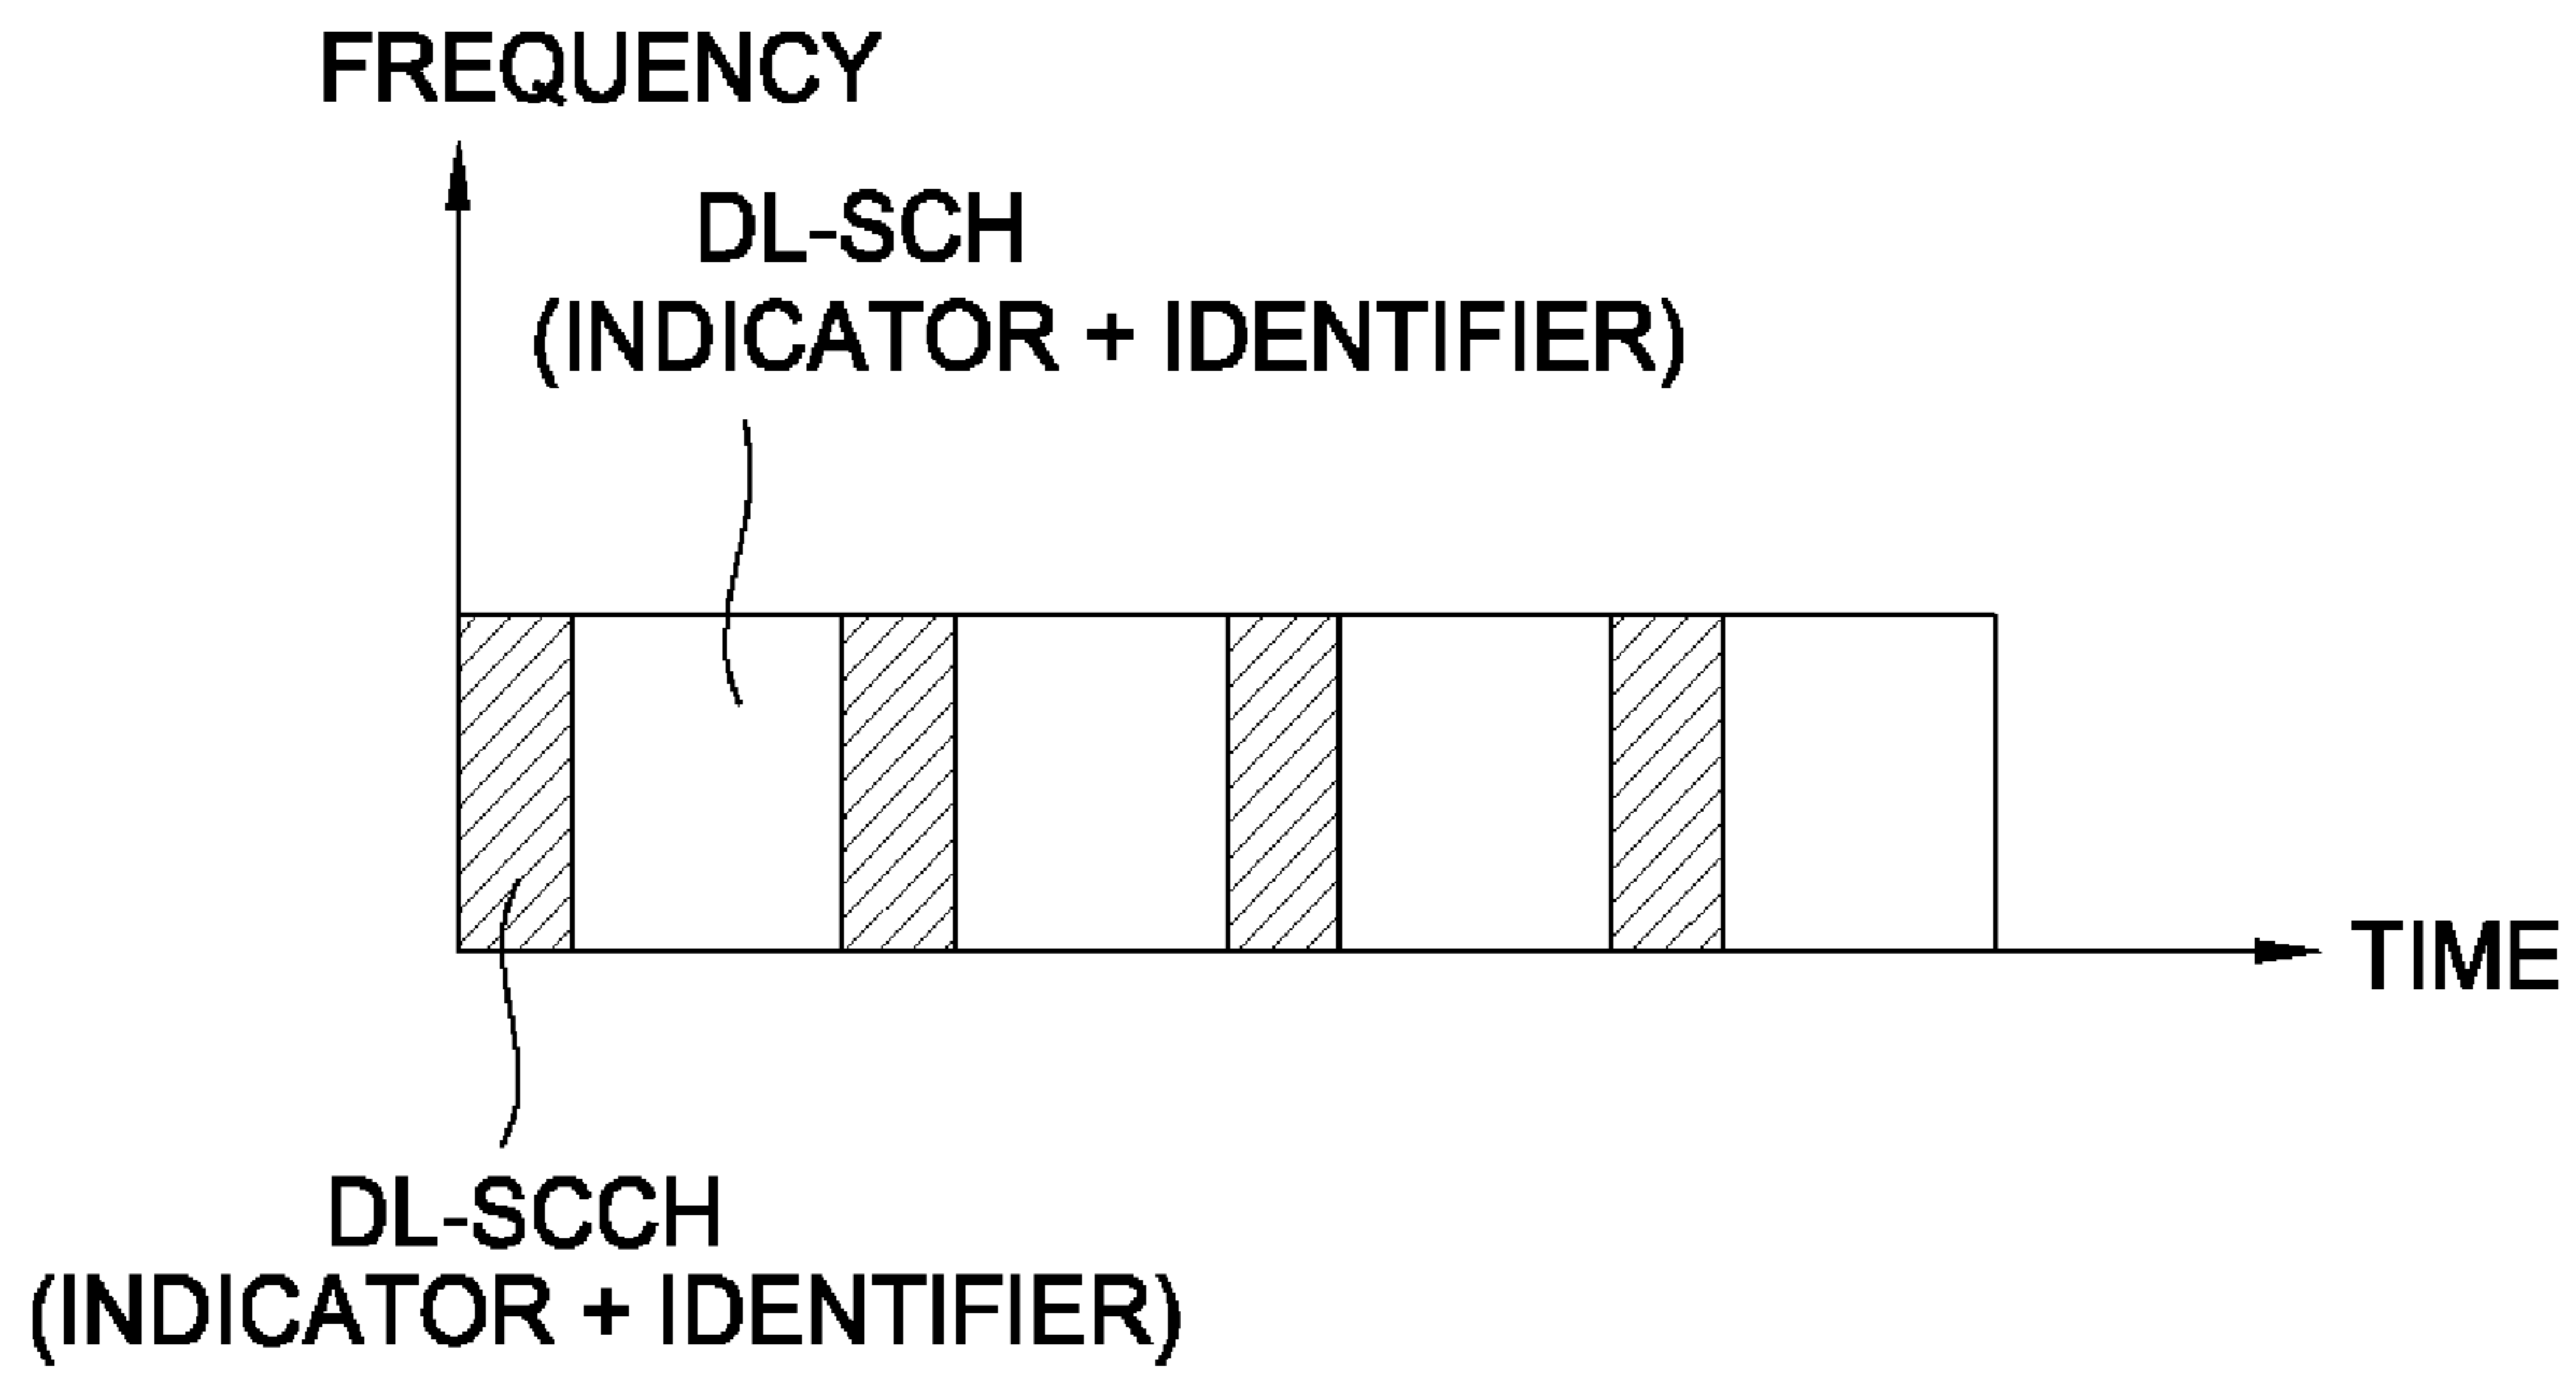 FREQUENCY
DL-SCH
(INDICATOR + IDENTIFIER)
TIME
DL-SCCH
(INDICATOR + IDENTIFIER)